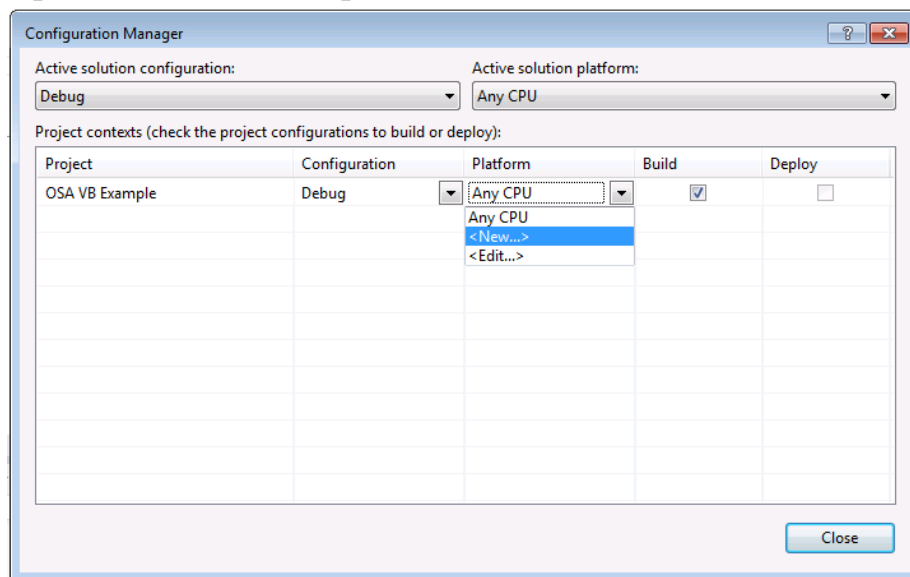 Configuration Manager
Active solution configuration: Active solution platform:
Debug Any CPU
Project contexts (check the project configurations to build or deploy):
Project Configuration Platform Build Deploy
OSA VB Example Debug Any CPU
Any CPU
<New...>
<Edit...>
Close